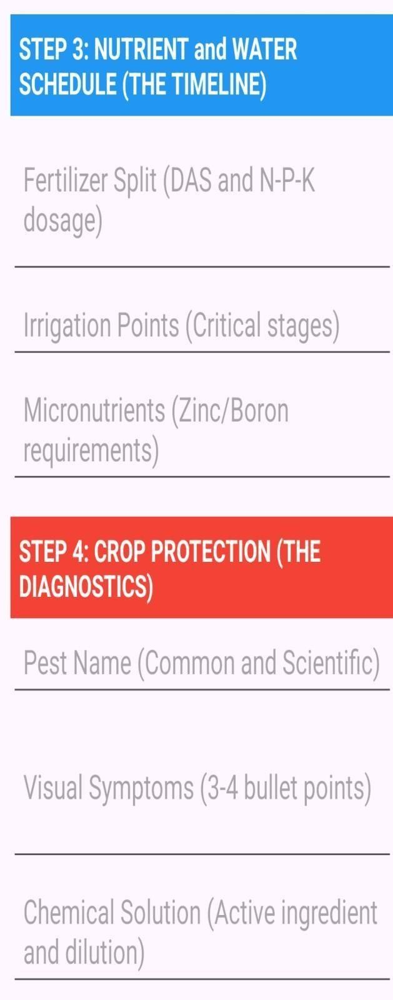 STEP 3: NUTRIENT and WATER
SCHEDULE (THE TIMELINE)
Fertilizer Split (DAS and N-P-K
dosage)
Irrigation Points (Critical stages)
Micronutrients (Zinc/Boron
requirements)
STEP 4: CROP PROTECTION (THE
DIAGNOSTICS)
Pest Name (Common and Scientific)
Visual Symptoms (3-4 bullet points)
Chemical Solution (Active ingredient
and dilution)